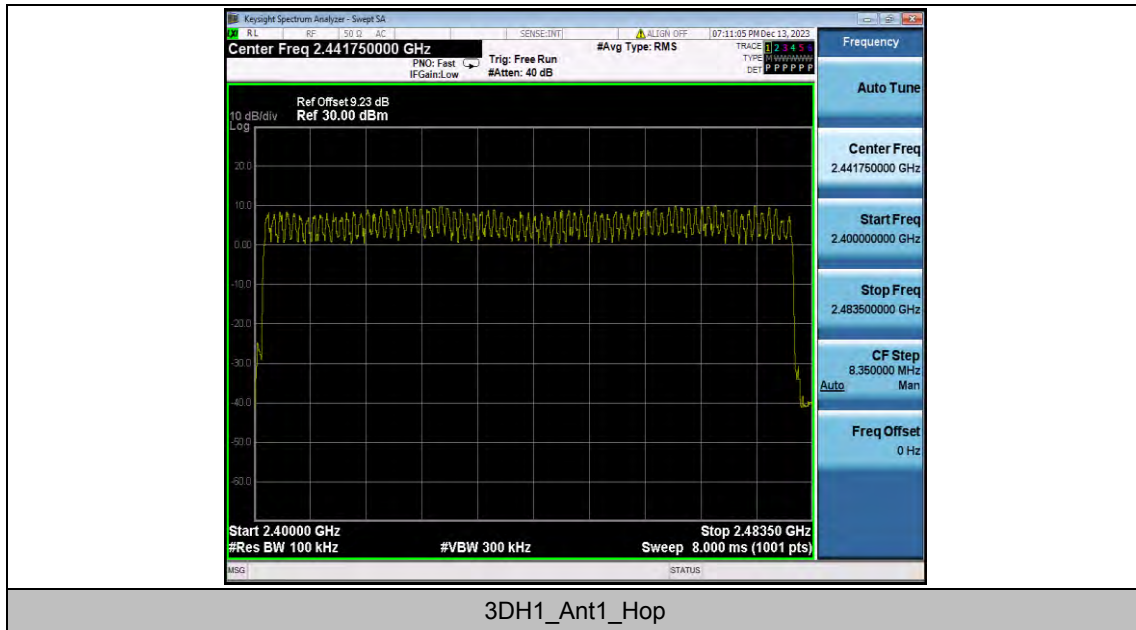 Keysight Spectrum Analyzer - Swept SA
RL RF 50 Ω AC SENSE:INT ALIGN OFF 07:11:05 PM Dec 13, 2023
Center Freq 2.441750000 GHz
PNO: Fast
IFGain:Low
Trig: Free Run
#Atten: 40 dB
#Avg Type: RMS
TRACE 1 2 3 4 5 6
TYPE M WWWWW
DET P P P P P P
Ref Offset 9.23 dB
10 dB/div Ref 30.00 dBm
Log
20.0
10.0
0.00
-10.0
-20.0
-30.0
-40.0
-50.0
-60.0
Start 2.40000 GHz Stop 2.48350 GHz
#Res BW 100 kHz #VBW 300 kHz Sweep 8.000 ms (1001 pts)
MSG STATUS
Frequency
Auto Tune
Center Freq
2.441750000 GHz
Start Freq
2.400000000 GHz
Stop Freq
2.483500000 GHz
CF Step
8.350000 MHz
Auto Man
Freq Offset
0 Hz
3DH1_Ant1_Hop